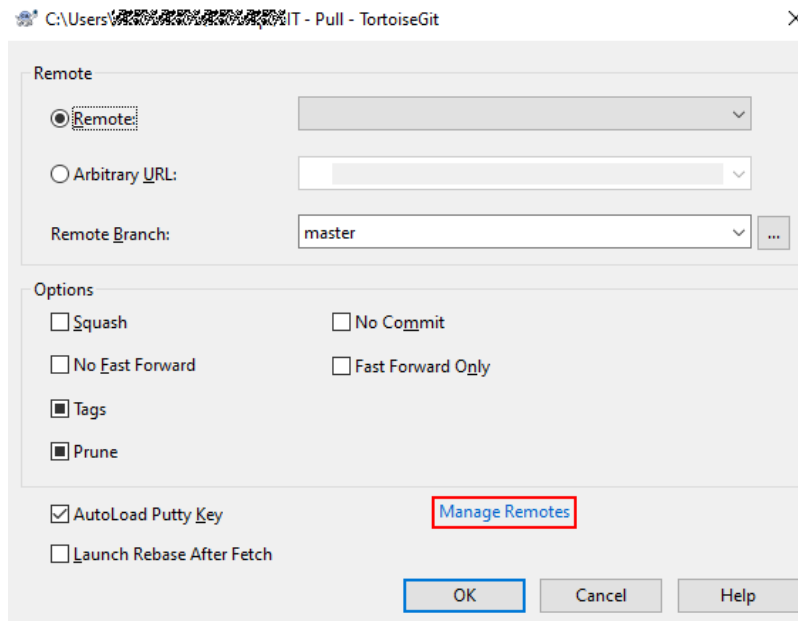 C:\Users\ IT - Pull - TortoiseGit
Remote
Remote:
Arbitrary URL:
Remote Branch: master ...
Options
Squash No Commit
No Fast Forward Fast Forward Only
Tags
Prune
AutoLoad Putty Key Manage Remotes
Launch Rebase After Fetch
OK Cancel Help